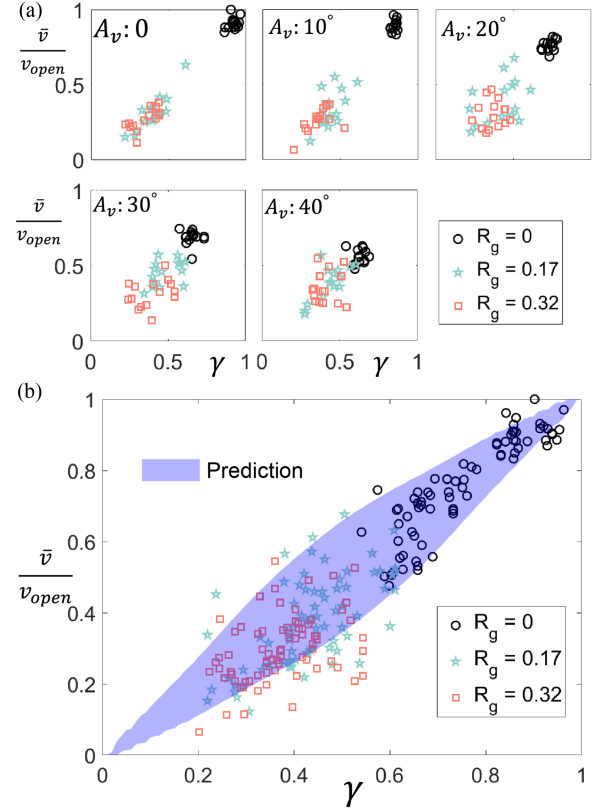 (a)
v̄/v_open
1
0.5
0
A_v: 0
A_v: 10°
A_v: 20°
v̄/v_open
1
0.5
0
A_v: 30°
A_v: 40°
R_g = 0
R_g = 0.17
R_g = 0.32
0 0.5 1 0 0.5 1
γ γ
(b)
1
0.8
0.6
0.4
0.2
0
v̄/v_open
Prediction
R_g = 0
R_g = 0.17
R_g = 0.32
0 0.2 0.4 0.6 0.8 1
γ